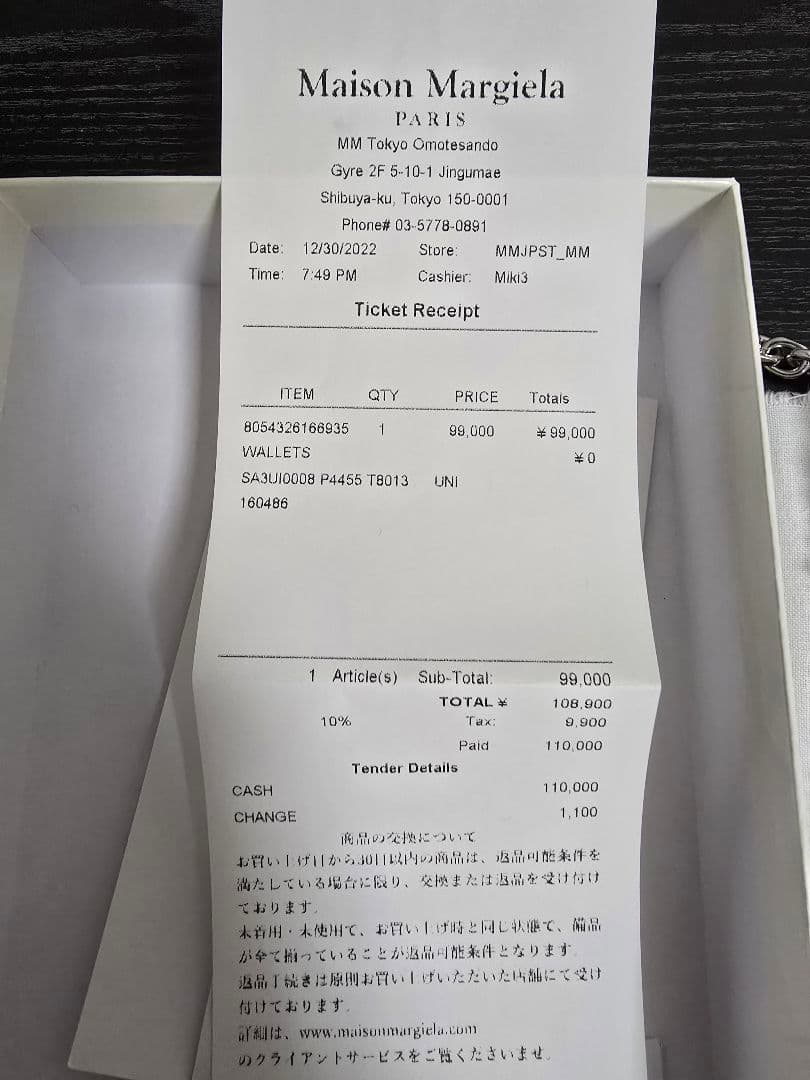 Maison Margiela
PARIS
MM Tokyo Omotesando
Gyre 2F 5-10-1 Jingumae
Shibuya-ku, Tokyo 150-0001
Phone# 03-5778-0891
Date: 12/30/2022 Store: MMJPST_MM
Time: 7:49 PM Cashier: Miki3
Ticket Receipt
ITEM QTY PRICE Totals
8054326166935 1 99,000 ¥99,000
WALLETS ¥0
SA3UI0008 P4455 T8013 UNI
160486
1 Article(s) Sub-Total: 99,000
TOTAL ¥ 108,900
10% Tax: 9,900
Paid 110,000
Tender Details
CASH 110,000
CHANGE 1,100
商品の交換について
お買い上げ日から30日以内の商品は、返品可能条件を
満たしている場合に限り、交換または返品を受け付け
ております。
未着用・未使用で、お買い上げ時と同じ状態で、備品
が全て揃っていることが返品可能条件となります。
返品手続きは原則お買い上げいただいた店舗にて受け
付けております。
詳細は、www.maisonmargiela.com
のクライアントサービスをご覧くださいませ。